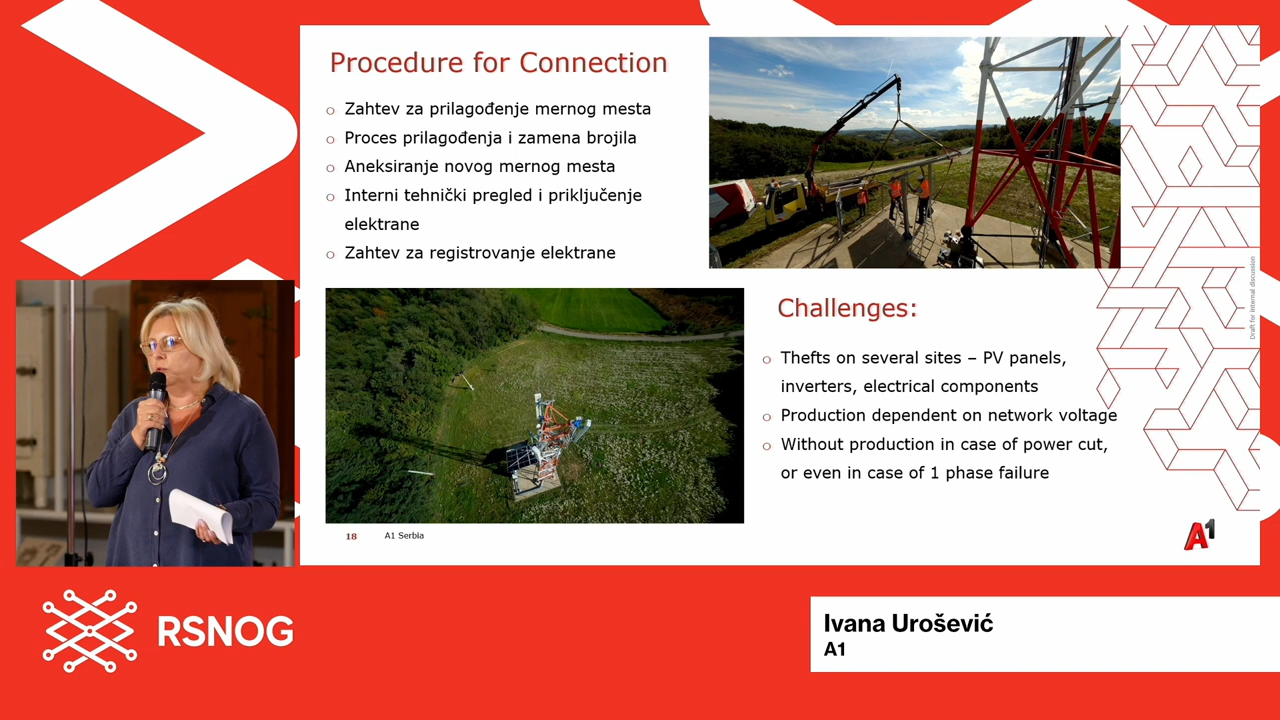 Procedure for Connection
Zahtev za prilagođenje mernog mesta
Proces prilagođenja i zamena brojila
Aneksiranje novog mernog mesta
Interni tehnički pregled i priključenje
elektrane
Zahtev za registrovanje elektrane
Challenges:
Thefts on several sites – PV panels,
inverters, electrical components
Production dependent on network voltage
Without production in case of power cut,
or even in case of 1 phase failure
Draft for internal discussion
18 A1 Serbia
A1
RSNOG
Ivana Urošević
A1